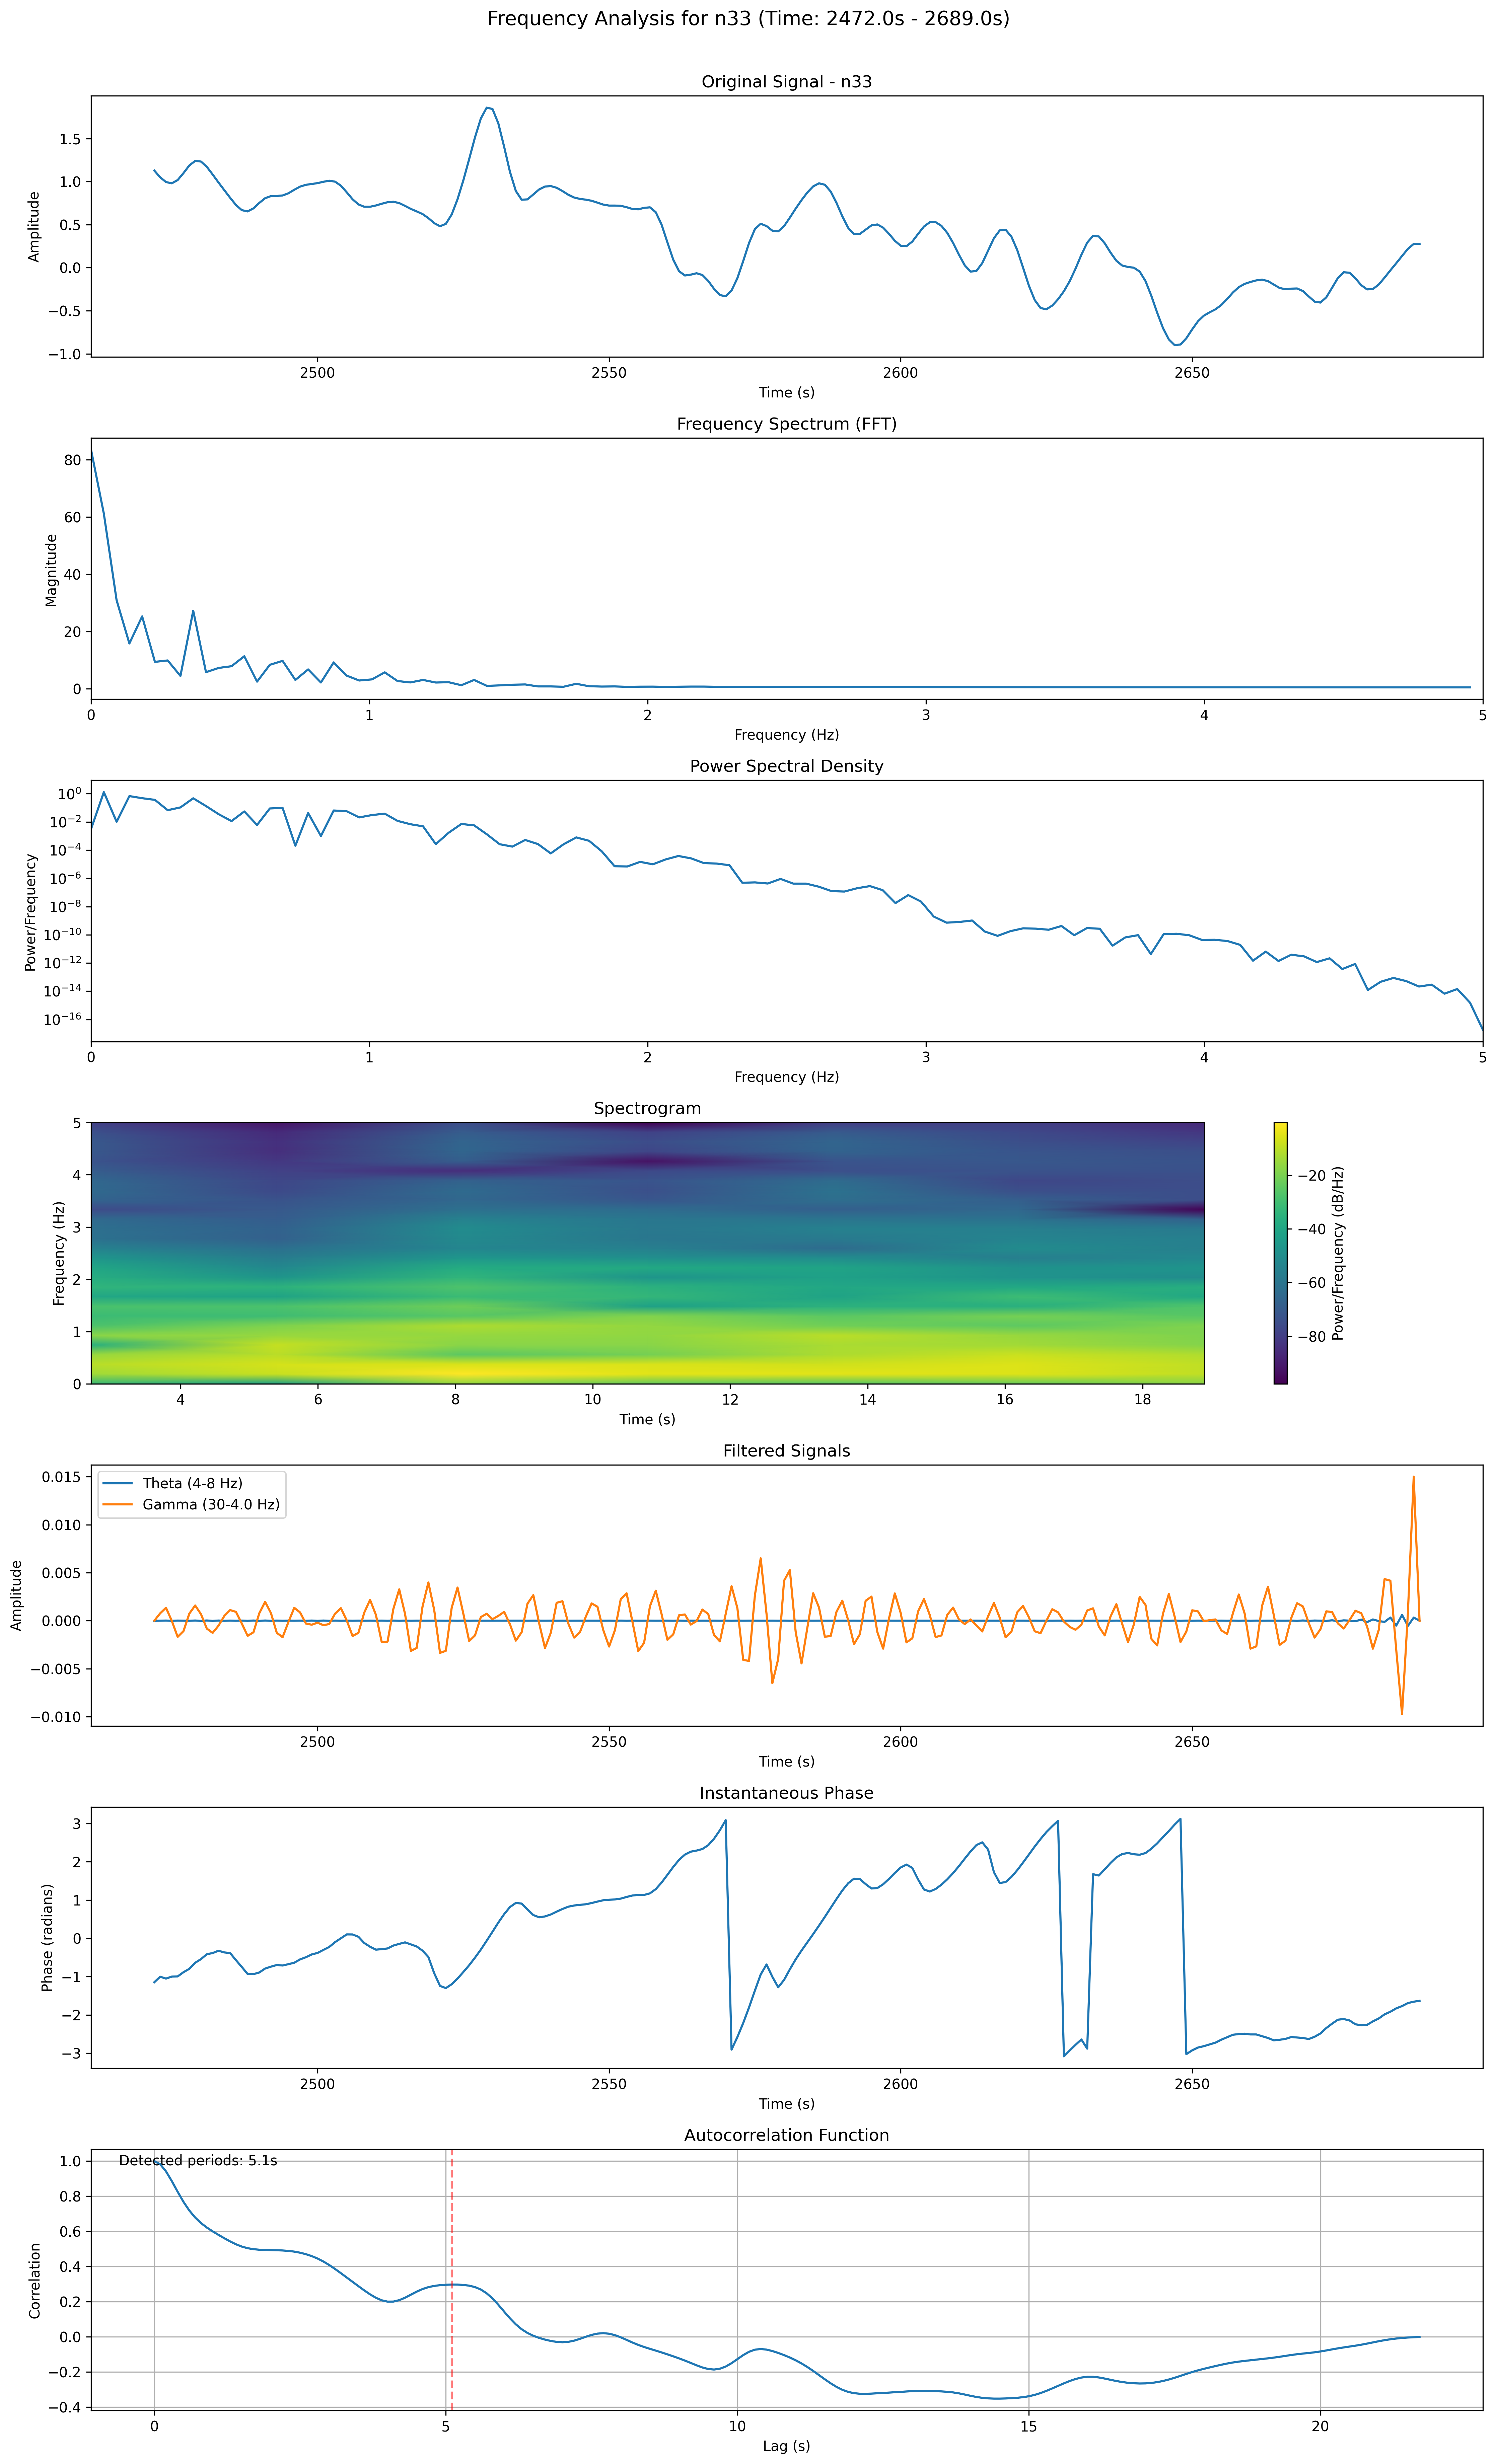 Frequency Analysis for n33 (Time: 2472.0s - 2689.0s)
Original Signal - n33
Amplitude
1.5
1.0
0.5
0.0
−0.5
−1.0
2500 2550 2600 2650
Time (s)
Frequency Spectrum (FFT)
Magnitude
80
60
40
20
0
0 1 2 3 4 5
Frequency (Hz)
Power Spectral Density
Power/Frequency
10⁰
10⁻²
10⁻⁴
10⁻⁶
10⁻⁸
10⁻¹⁰
10⁻¹²
10⁻¹⁴
10⁻¹⁶
0 1 2 3 4 5
Frequency (Hz)
Spectrogram
Frequency (Hz)
5
4
3
2
1
0
4 6 8 10 12 14 16 18
Time (s)
−20
−40
−60
−80
Power/Frequency (dB/Hz)
Filtered Signals
Theta (4-8 Hz)
Gamma (30-4.0 Hz)
Amplitude
0.015
0.010
0.005
0.000
−0.005
−0.010
2500 2550 2600 2650
Time (s)
Instantaneous Phase
Phase (radians)
3
2
1
0
−1
−2
−3
2500 2550 2600 2650
Time (s)
Autocorrelation Function
Detected periods: 5.1s
Correlation
1.0
0.8
0.6
0.4
0.2
0.0
−0.2
−0.4
0 5 10 15 20
Lag (s)